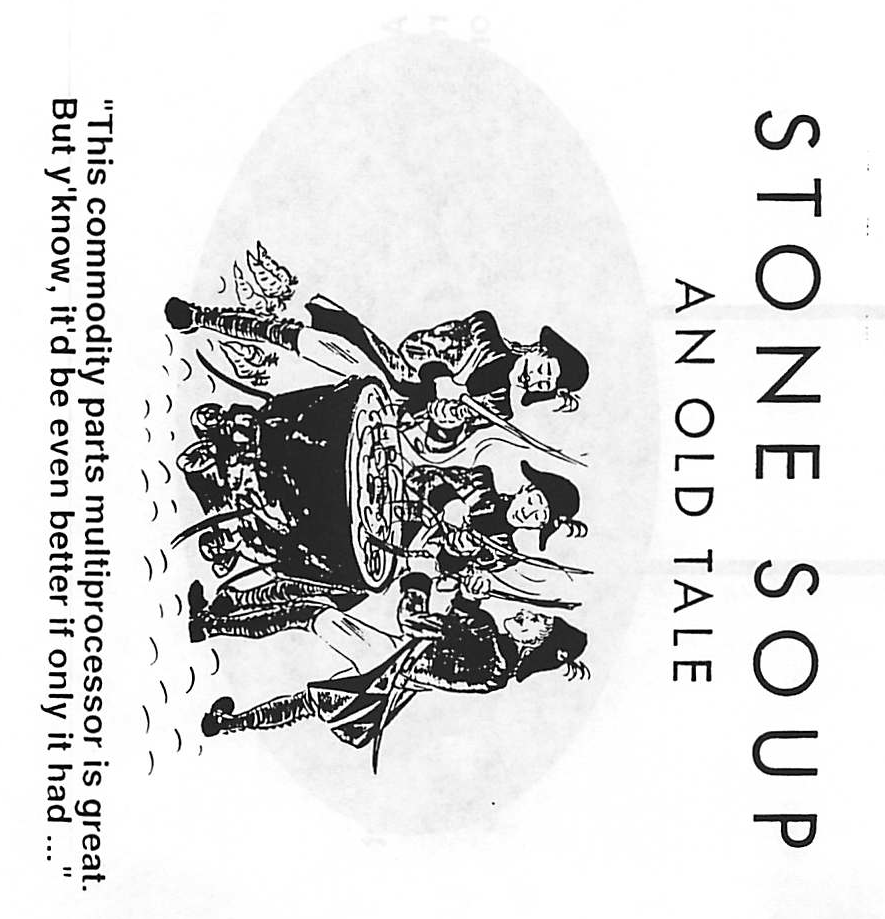 STONE SOUP
AN OLD TALE
"This commodity parts multiprocessor is great.
But y'know, it'd be even better if only it had ... "